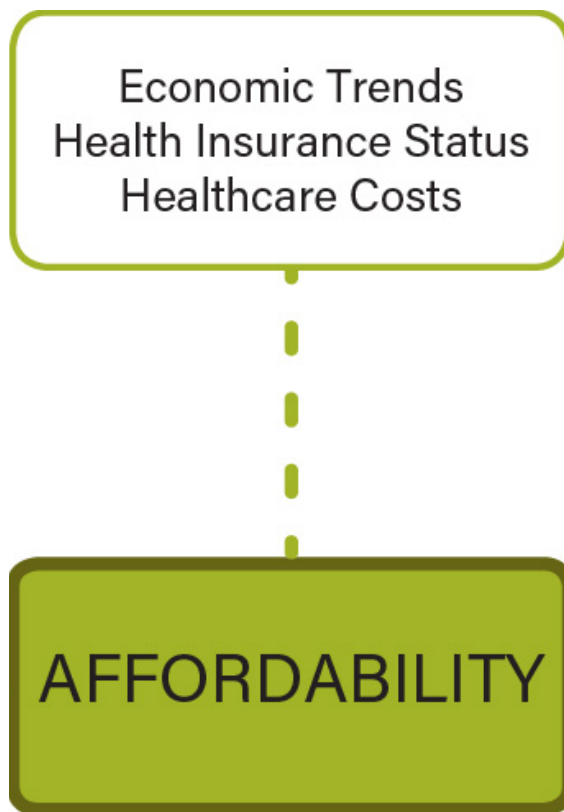 Economic Trends
Health Insurance Status
Healthcare Costs
AFFORDABILITY